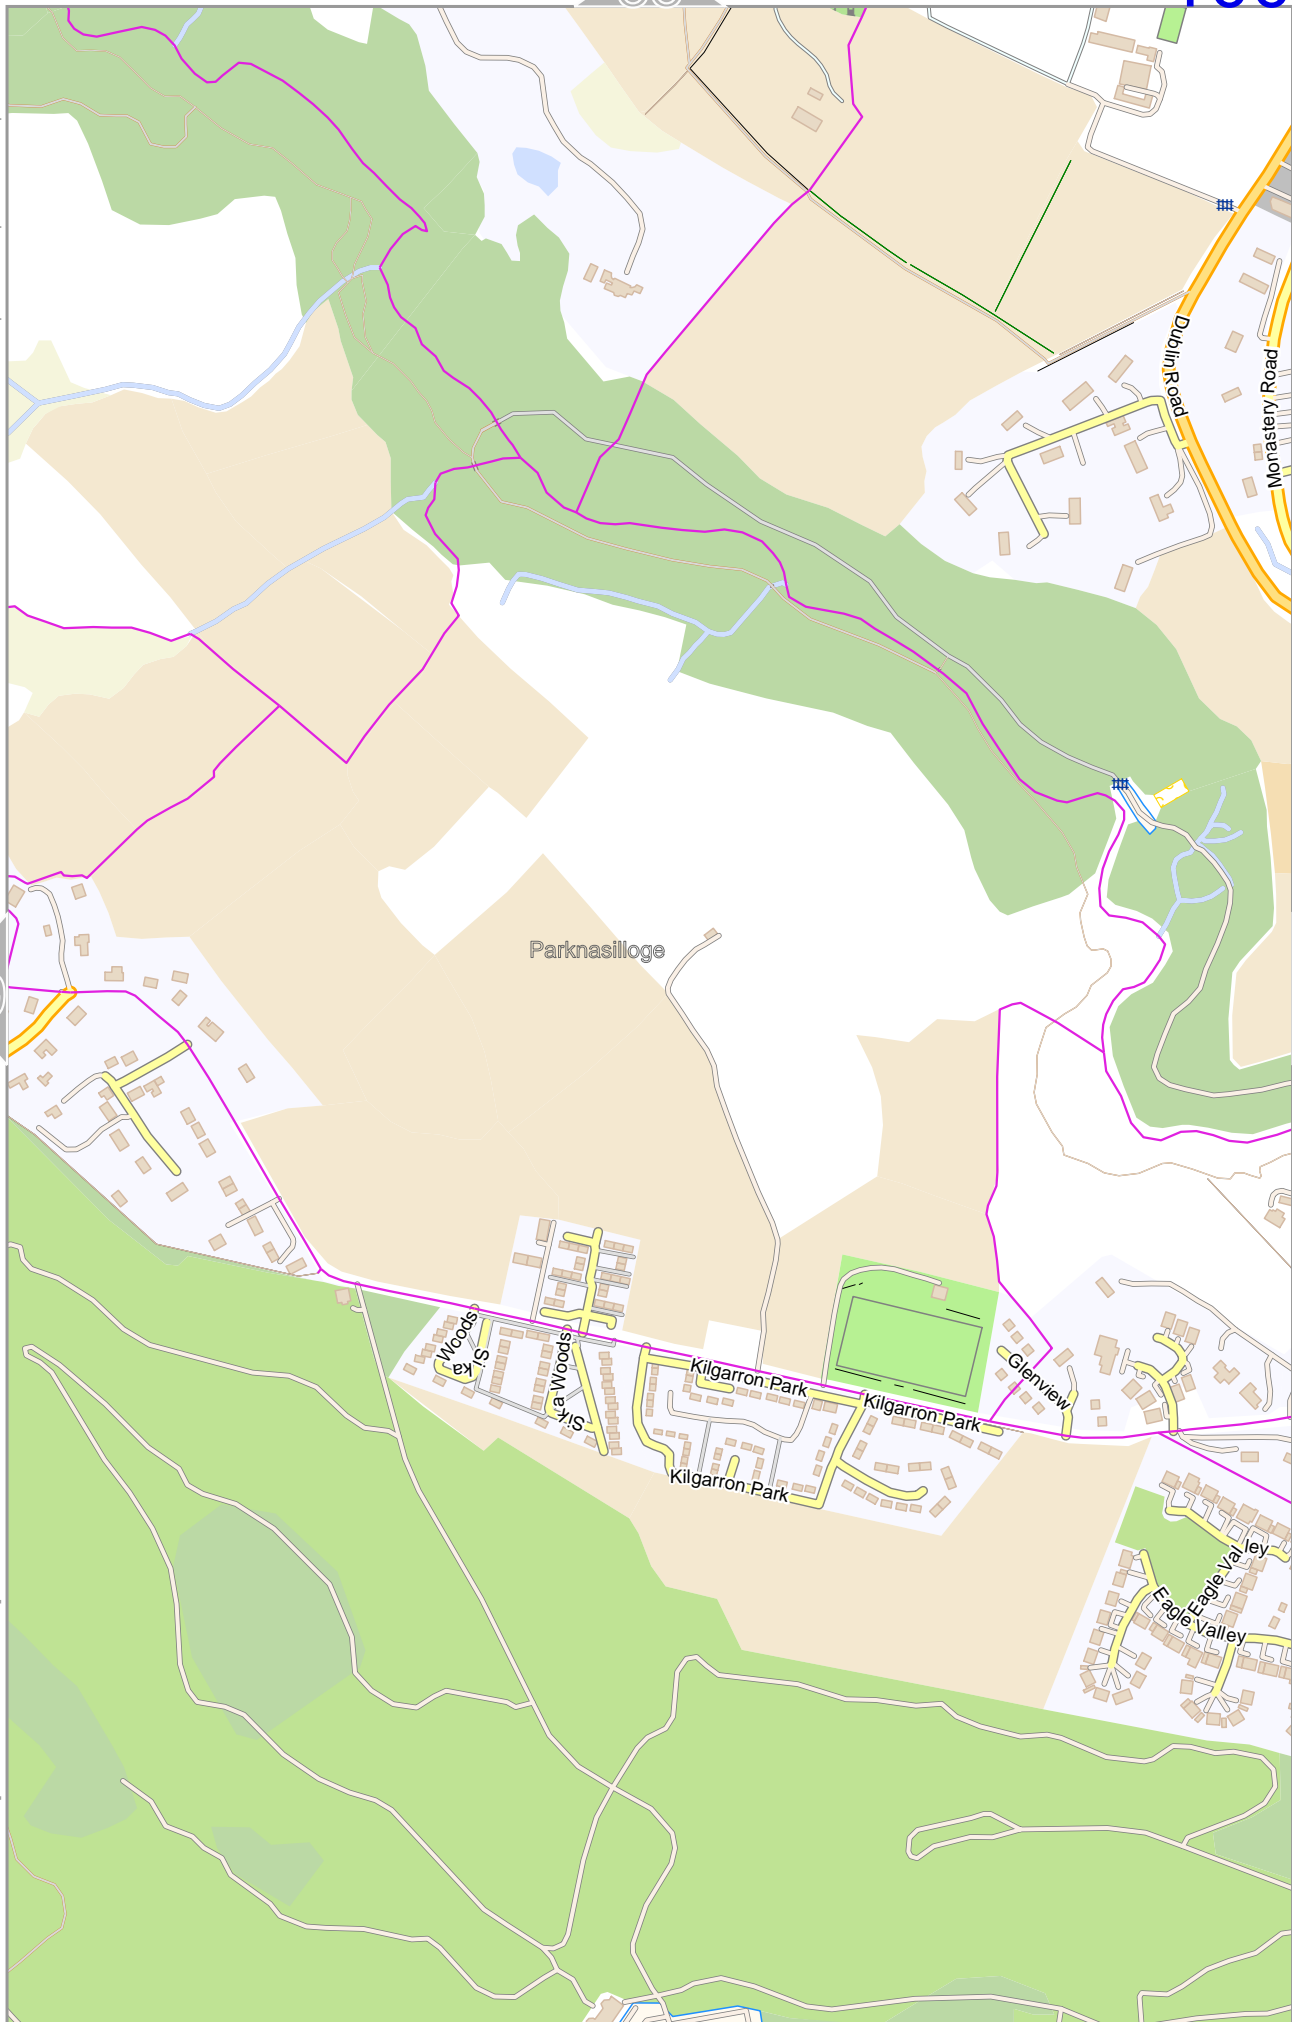 Dublin Road
Monastery Road
Parknasilloge
Sika Woods
Sika Woods
Kilgarron Park
Kilgarron Park
Glenview
Kilgarron Park
Eagle Valley
Eagle Valley